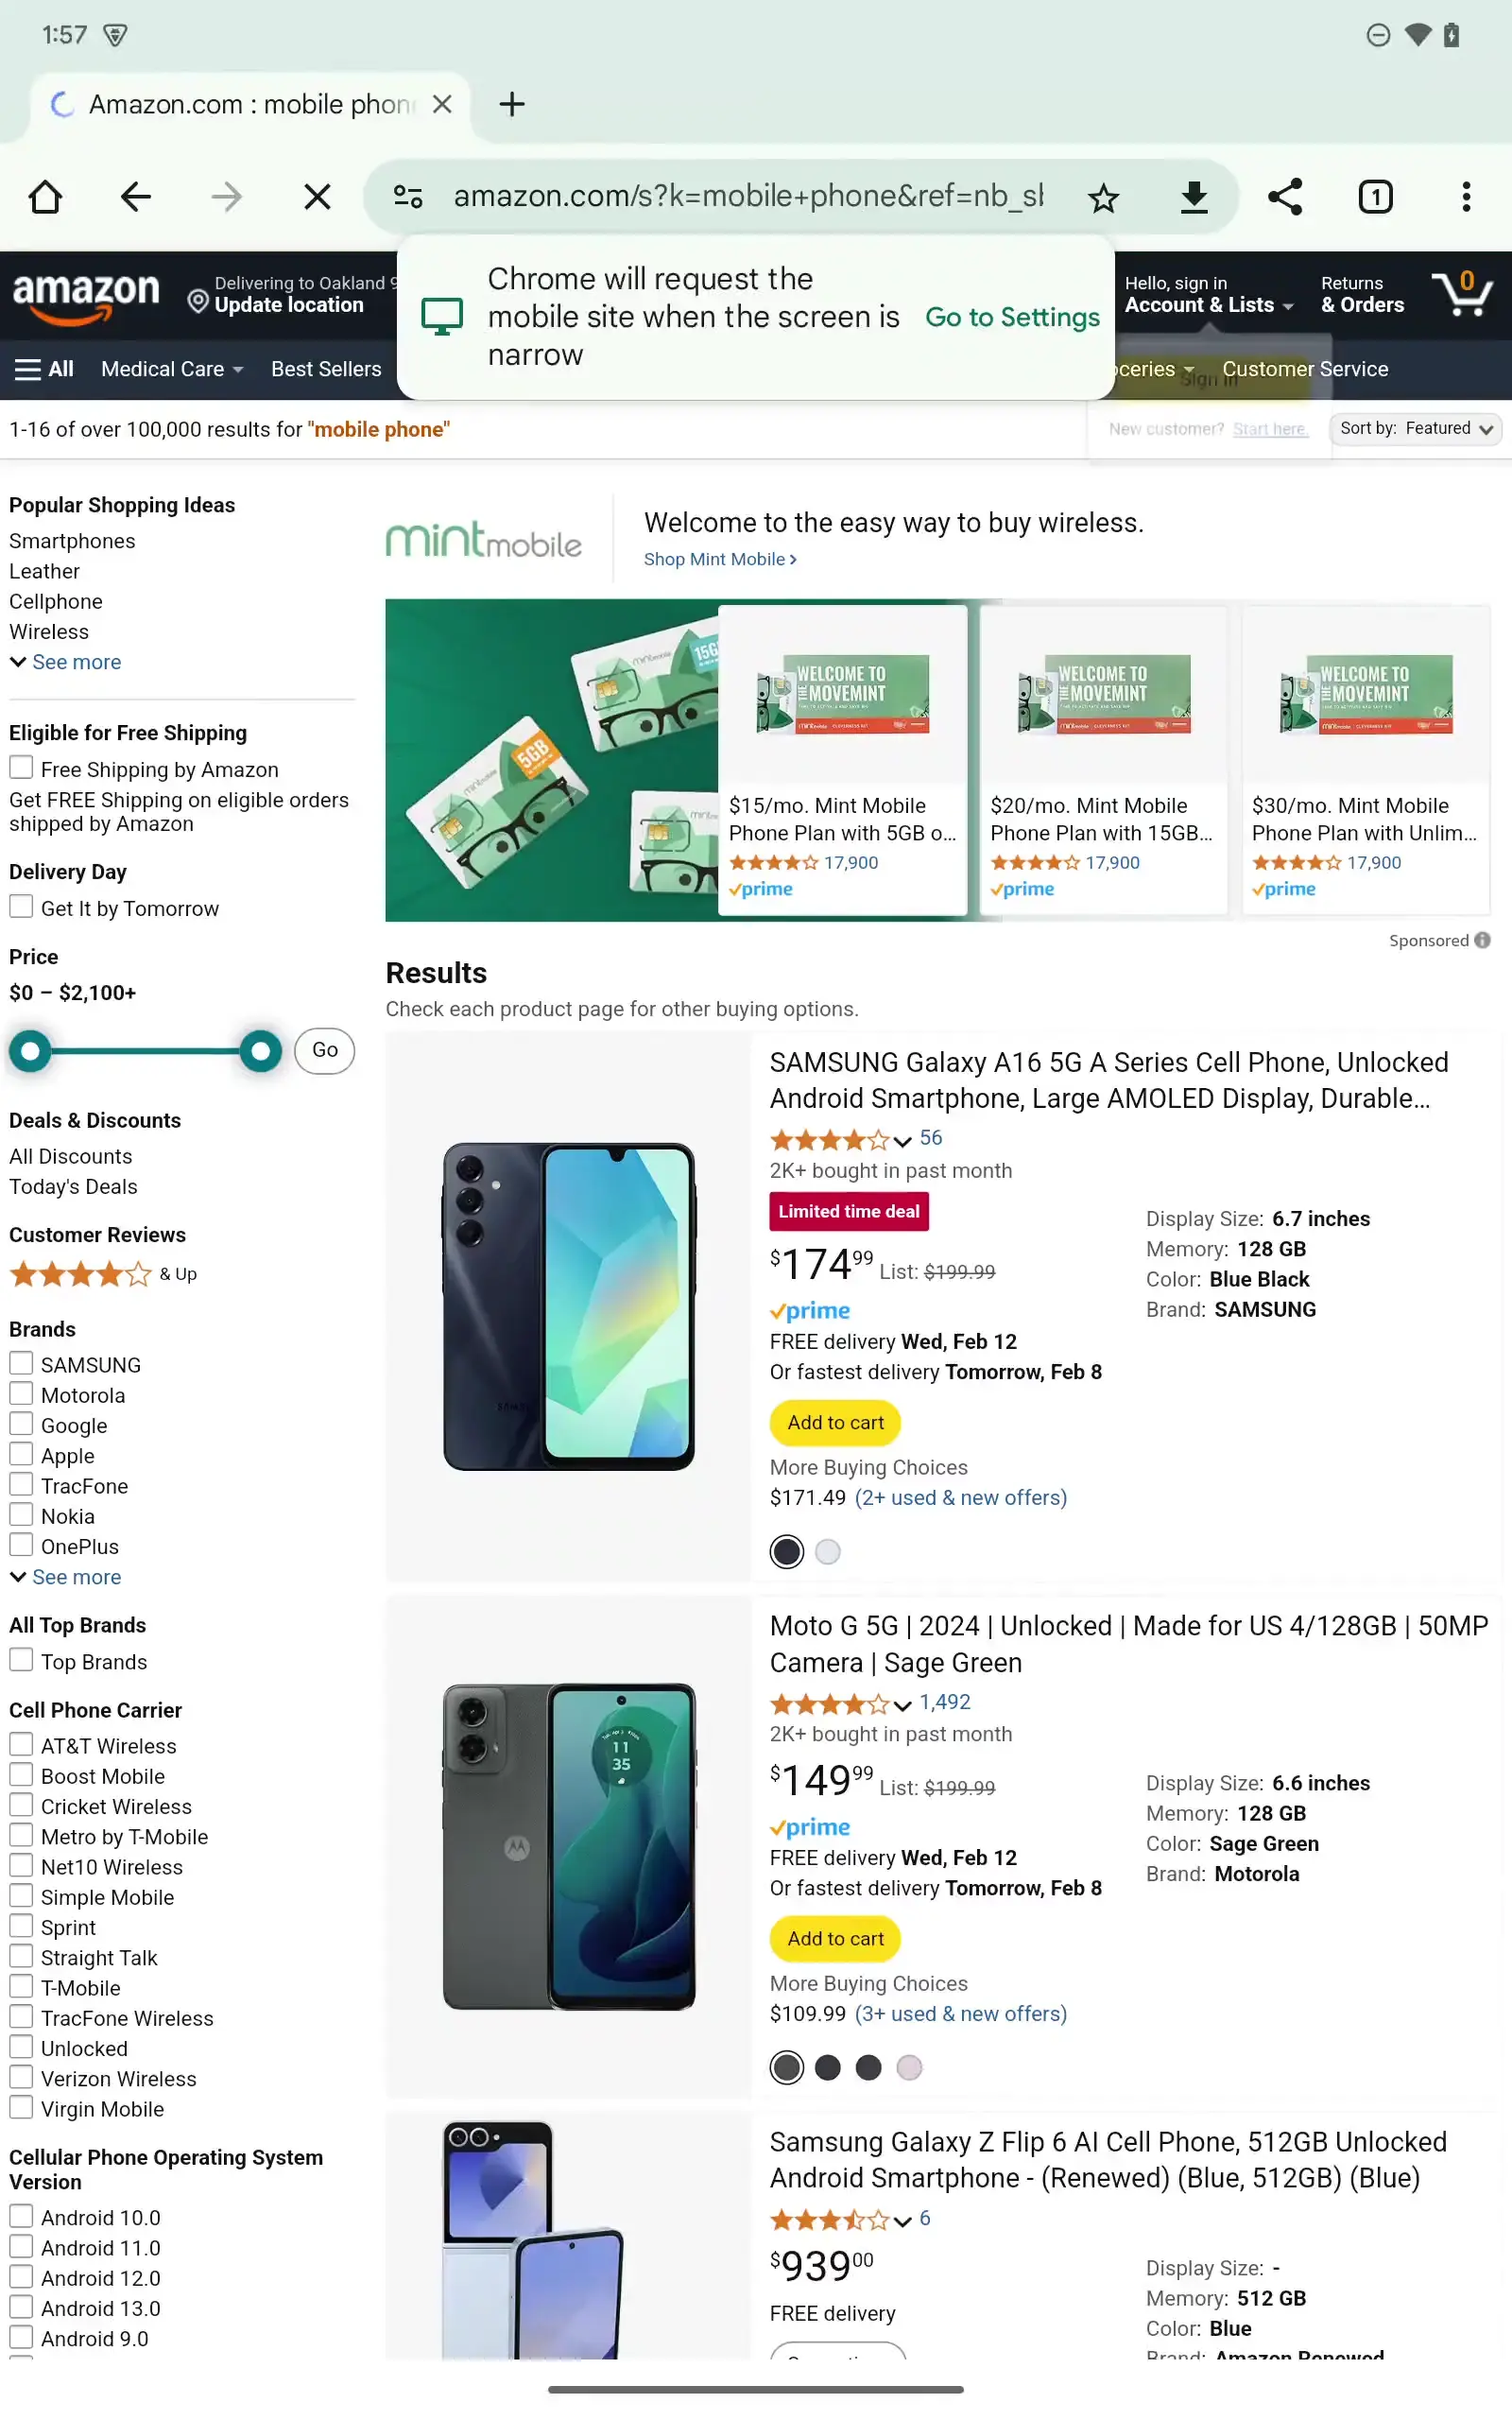 1:57
Amazon.com : mobile phon
amazon.com/s?k=mobile+phone&ref=nb_sl
1
Chrome will request the
mobile site when the screen is
narrow
Go to Settings
amazon
Delivering to Oakland 9
Update location
Hello, sign in
Account & Lists
Returns
& Orders
0
All
Medical Care
Best Sellers
oceries
Customer Service
Sign in
1-16 of over 100,000 results for "mobile phone"
New customer? Start here.
Sort by: Featured
Popular Shopping Ideas
Smartphones
Leather
Cellphone
Wireless
See more
Eligible for Free Shipping
Free Shipping by Amazon
Get FREE Shipping on eligible orders
shipped by Amazon
Delivery Day
Get It by Tomorrow
Price
$0 – $2,100+
Go
Deals & Discounts
All Discounts
Today's Deals
Customer Reviews
& Up
Brands
SAMSUNG
Motorola
Google
Apple
TracFone
Nokia
OnePlus
See more
All Top Brands
Top Brands
Cell Phone Carrier
AT&T Wireless
Boost Mobile
Cricket Wireless
Metro by T-Mobile
Net10 Wireless
Simple Mobile
Sprint
Straight Talk
T-Mobile
TracFone Wireless
Unlocked
Verizon Wireless
Virgin Mobile
Cellular Phone Operating System
Version
Android 10.0
Android 11.0
Android 12.0
Android 13.0
Android 9.0
mintmobile
Welcome to the easy way to buy wireless.
Shop Mint Mobile
15G
5GB
WELCOME TO
THE MOVEMINT
$15/mo. Mint Mobile
Phone Plan with 5GB o...
17,900
prime
WELCOME TO
THE MOVEMINT
$20/mo. Mint Mobile
Phone Plan with 15GB...
17,900
prime
WELCOME TO
THE MOVEMINT
$30/mo. Mint Mobile
Phone Plan with Unlim...
17,900
prime
Sponsored
Results
Check each product page for other buying options.
SAMSUNG Galaxy A16 5G A Series Cell Phone, Unlocked
Android Smartphone, Large AMOLED Display, Durable…
56
2K+ bought in past month
Limited time deal
$174.99 List: $199.99
prime
FREE delivery Wed, Feb 12
Or fastest delivery Tomorrow, Feb 8
Add to cart
More Buying Choices
$171.49 (2+ used & new offers)
Display Size: 6.7 inches
Memory: 128 GB
Color: Blue Black
Brand: SAMSUNG
Moto G 5G | 2024 | Unlocked | Made for US 4/128GB | 50MP
Camera | Sage Green
11
35
1,492
2K+ bought in past month
$149.99 List: $199.99
prime
FREE delivery Wed, Feb 12
Or fastest delivery Tomorrow, Feb 8
Add to cart
More Buying Choices
$109.99 (3+ used & new offers)
Display Size: 6.6 inches
Memory: 128 GB
Color: Sage Green
Brand: Motorola
Samsung Galaxy Z Flip 6 AI Cell Phone, 512GB Unlocked
Android Smartphone - (Renewed) (Blue, 512GB) (Blue)
6
$939.00
FREE delivery
Display Size: -
Memory: 512 GB
Color: Blue
Brand: Amazon Renewed